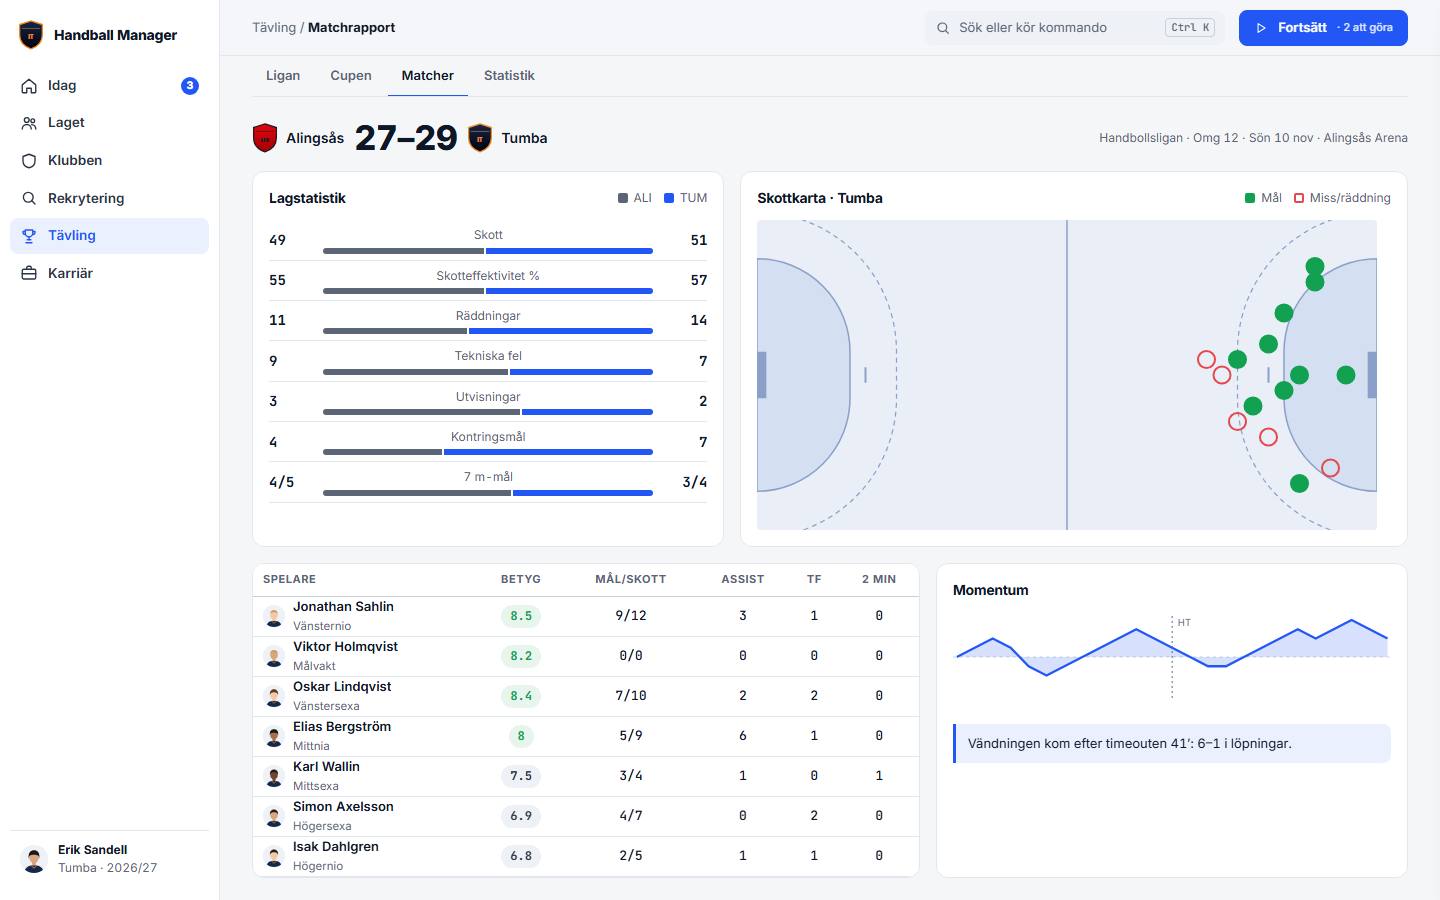 Handball Manager
Idag 3
Laget
Klubben
Rekrytering
Tävling
Karriär
Erik Sandell
Tumba · 2026/27
Tävling / Matchrapport
Sök eller kör kommando Ctrl K
Fortsätt · 2 att göra
Ligan Cupen Matcher Statistik
Alingsås 27–29 Tumba
Handbollsligan · Omg 12 · Sön 10 nov · Alingsås Arena
Lagstatistik ALI TUM
49 Skott 51
55 Skotteffektivitet % 57
11 Räddningar 14
9 Tekniska fel 7
3 Utvisningar 2
4 Kontringsmål 7
4/5 7 m-mål 3/4
Skottkarta · Tumba Mål Miss/räddning
SPELARE BETYG MÅL/SKOTT ASSIST TF 2 MIN
Jonathan Sahlin 8.5 9/12 3 1 0
Vänsternio
Viktor Holmqvist 8.2 0/0 0 0 0
Målvakt
Oskar Lindqvist 8.4 7/10 2 2 0
Vänstersexa
Elias Bergström 8 5/9 6 1 0
Mittnia
Karl Wallin 7.5 3/4 1 0 1
Mittsexa
Simon Axelsson 6.9 4/7 0 2 0
Högersexa
Isak Dahlgren 6.8 2/5 1 1 0
Högernio
Momentum
HT
Vändningen kom efter timeouten 41′: 6–1 i löpningar.